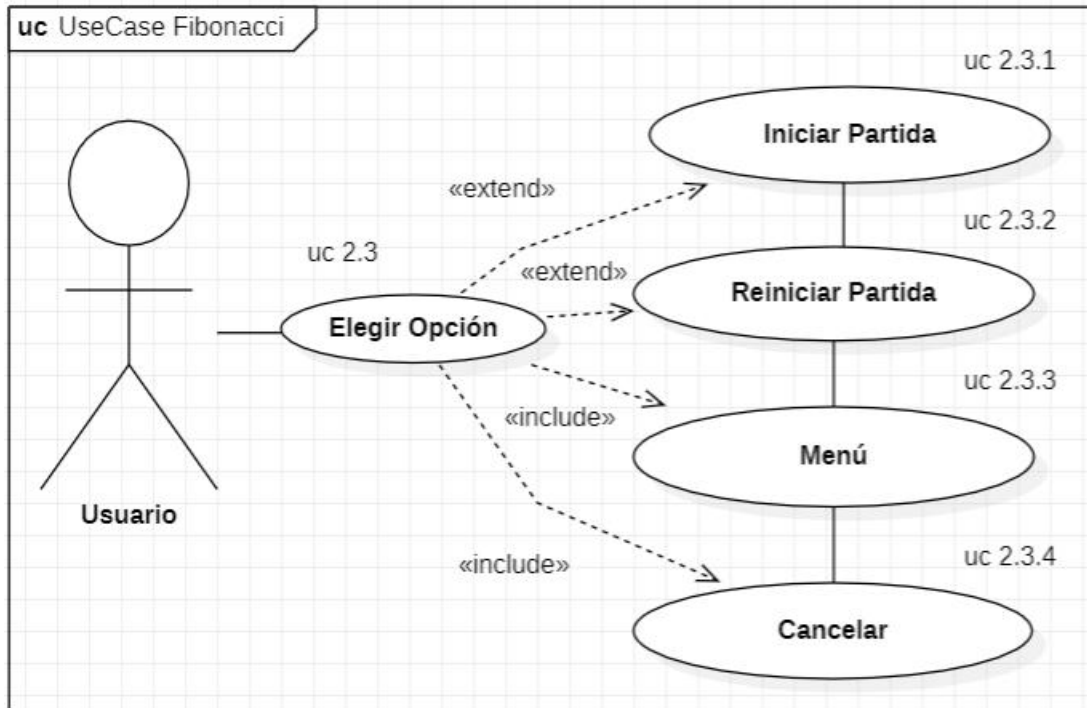 uc UseCase Fibonacci
uc 2.3.1
Iniciar Partida
«extend»
uc 2.3.2
uc 2.3
«extend»
Reiniciar Partida
Elegir Opción
uc 2.3.3
«include»
Menú
Usuario
uc 2.3.4
«include»
Cancelar